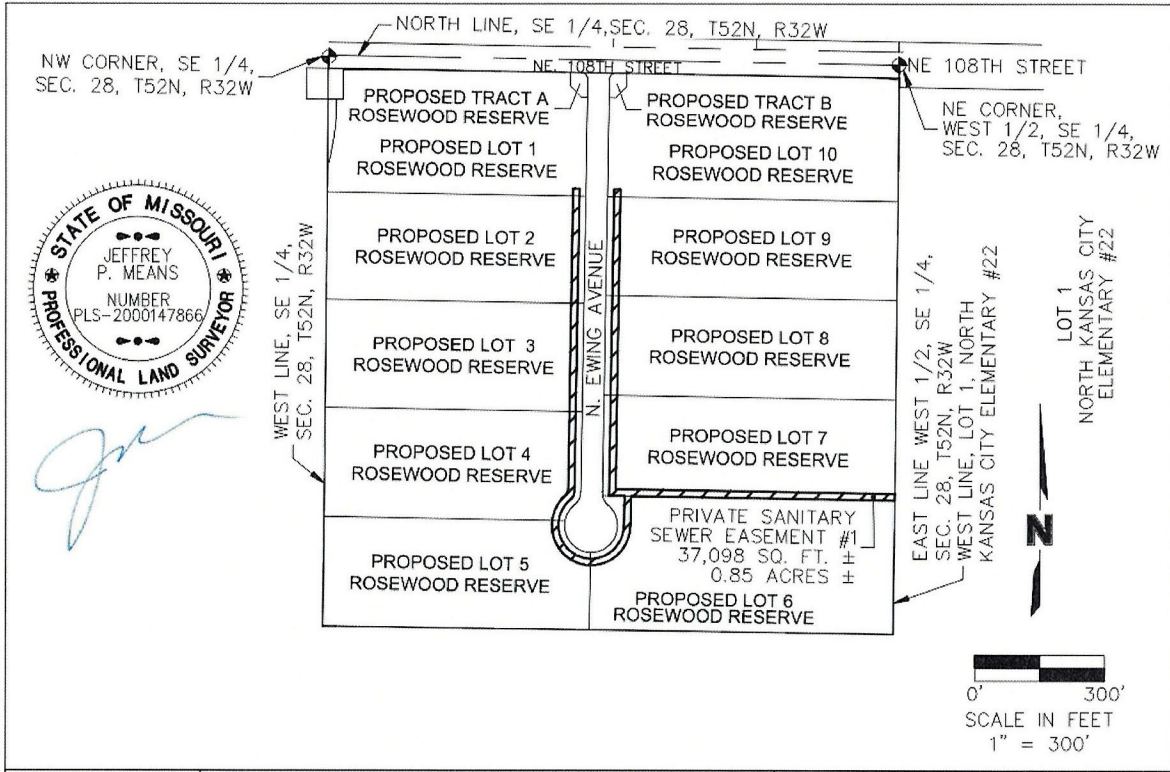 NORTH LINE, SE 1/4,SEC. 28, T52N, R32W
NW CORNER, SE 1/4,
SEC. 28, T52N, R32W
NE. 108TH STREET
NE 108TH STREET
NE CORNER,
WEST 1/2, SE 1/4,
SEC. 28, T52N, R32W
PROPOSED TRACT A
ROSEWOOD RESERVE
PROPOSED TRACT B
ROSEWOOD RESERVE
PROPOSED LOT 1
ROSEWOOD RESERVE
PROPOSED LOT 10
ROSEWOOD RESERVE
STATE OF MISSOURI
JEFFREY
P. MEANS
NUMBER
PLS-2000147866
PROFESSIONAL LAND SURVEYOR
WEST LINE, SE 1/4,
SEC. 28, T52N, R32W
PROPOSED LOT 2
ROSEWOOD RESERVE
PROPOSED LOT 9
ROSEWOOD RESERVE
N. EWING AVENUE
PROPOSED LOT 3
ROSEWOOD RESERVE
PROPOSED LOT 8
ROSEWOOD RESERVE
PROPOSED LOT 4
ROSEWOOD RESERVE
PROPOSED LOT 7
ROSEWOOD RESERVE
PRIVATE SANITARY
SEWER EASEMENT #1
37,098 SQ. FT. ±
0.85 ACRES ±
PROPOSED LOT 5
ROSEWOOD RESERVE
PROPOSED LOT 6
ROSEWOOD RESERVE
EAST LINE WEST 1/2, SE 1/4,
SEC. 28, T52N, R32W
WEST LINE, LOT 1, NORTH
KANSAS CITY ELEMENTARY #22
LOT 1
NORTH KANSAS CITY
ELEMENTARY #22
N
0' 300'
SCALE IN FEET
1" = 300'